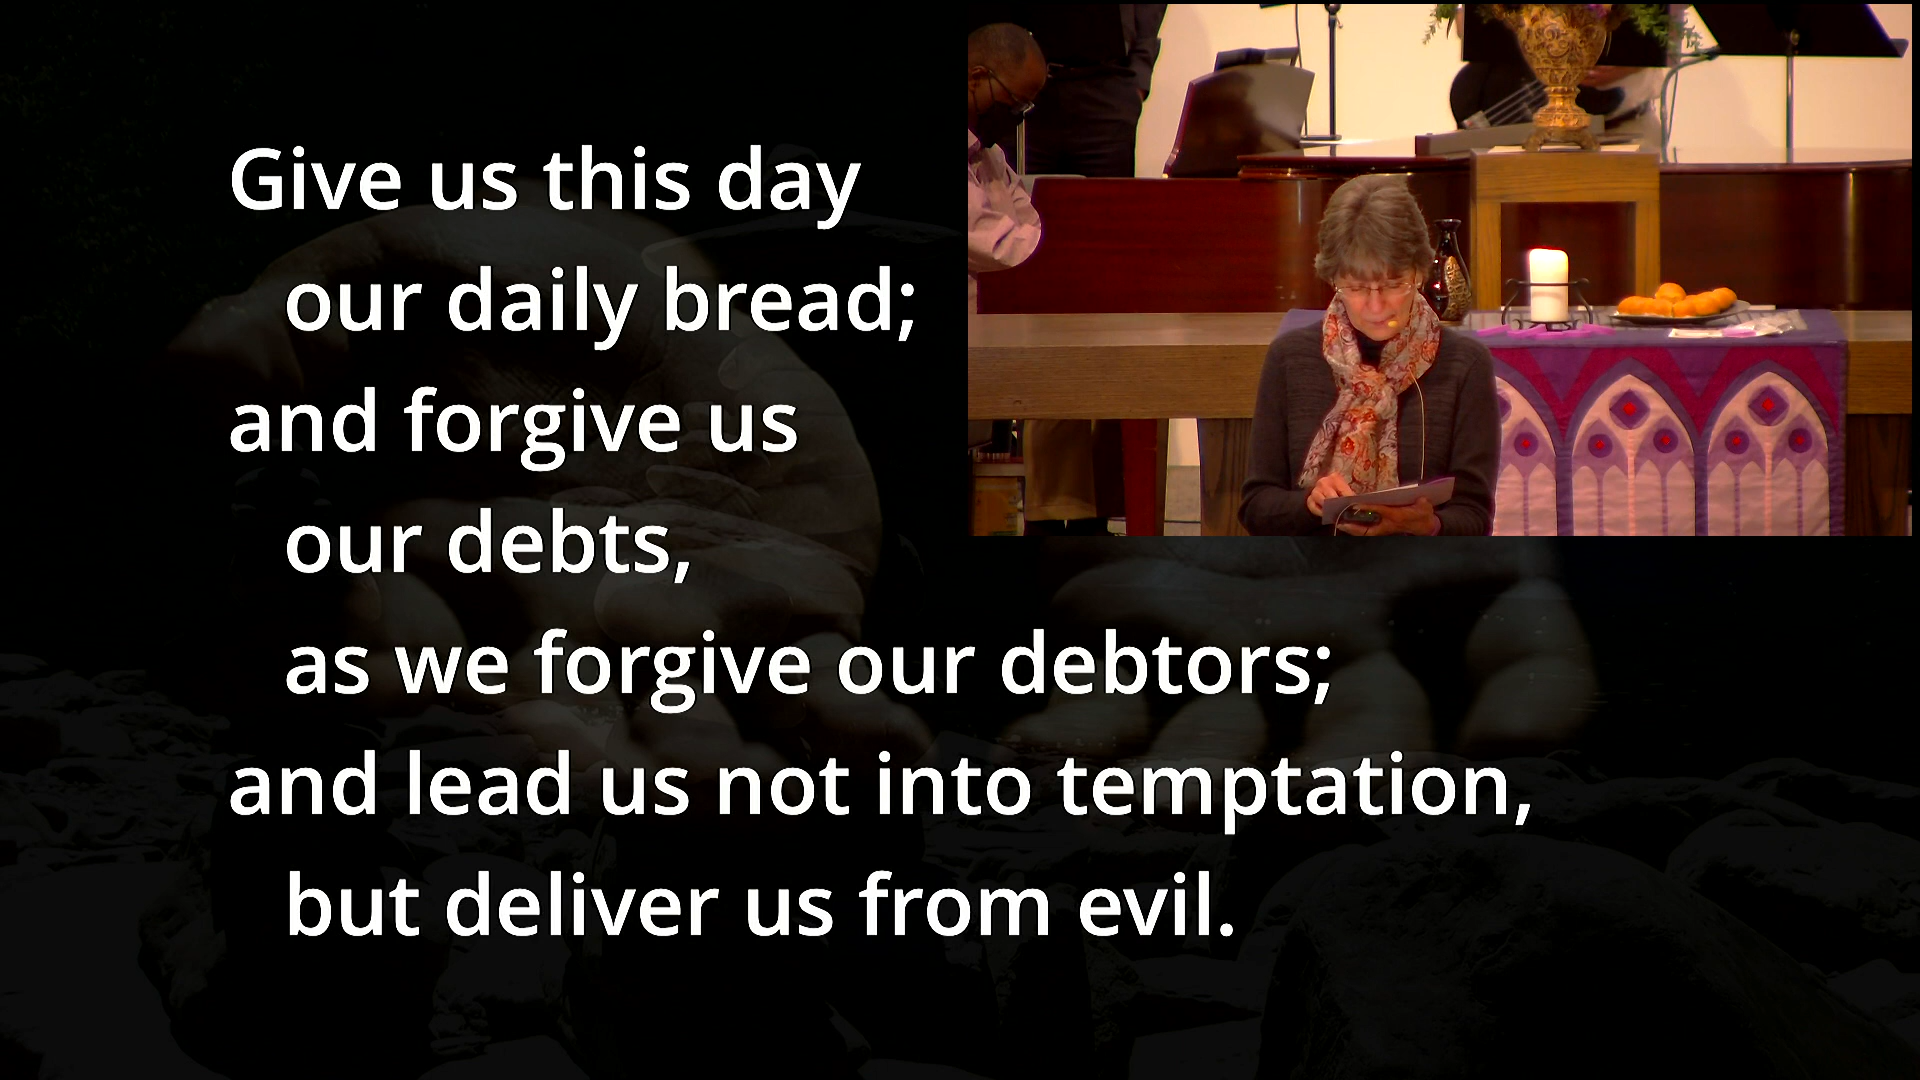 Give us this day
our daily bread;
and forgive us
our debts,
as we forgive our debtors;
and lead us not into temptation,
but deliver us from evil.